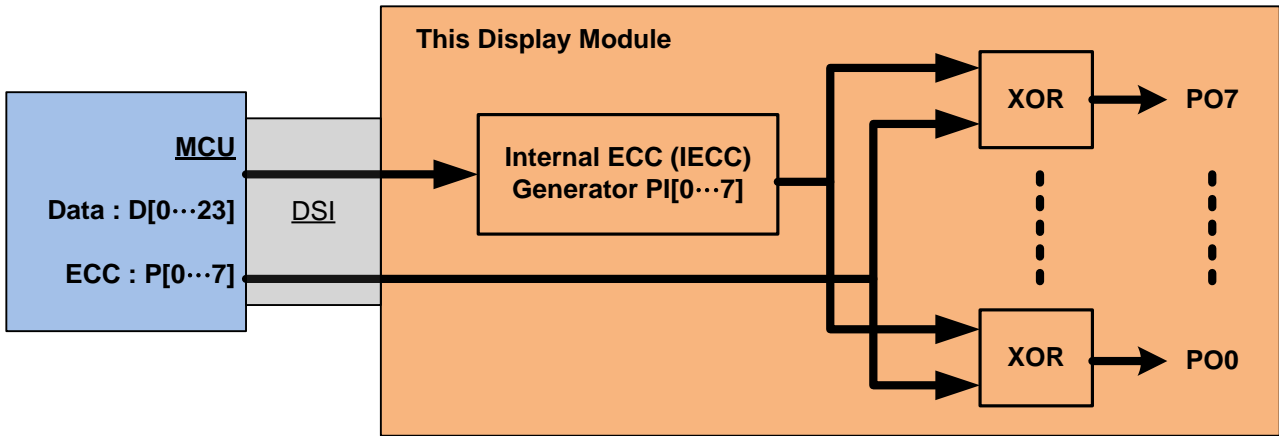 This Display Module
MCU
Data : D[0···23]
ECC : P[0···7]
DSI
Internal ECC (IECC)
Generator PI[0···7]
XOR
PO7
XOR
PO0